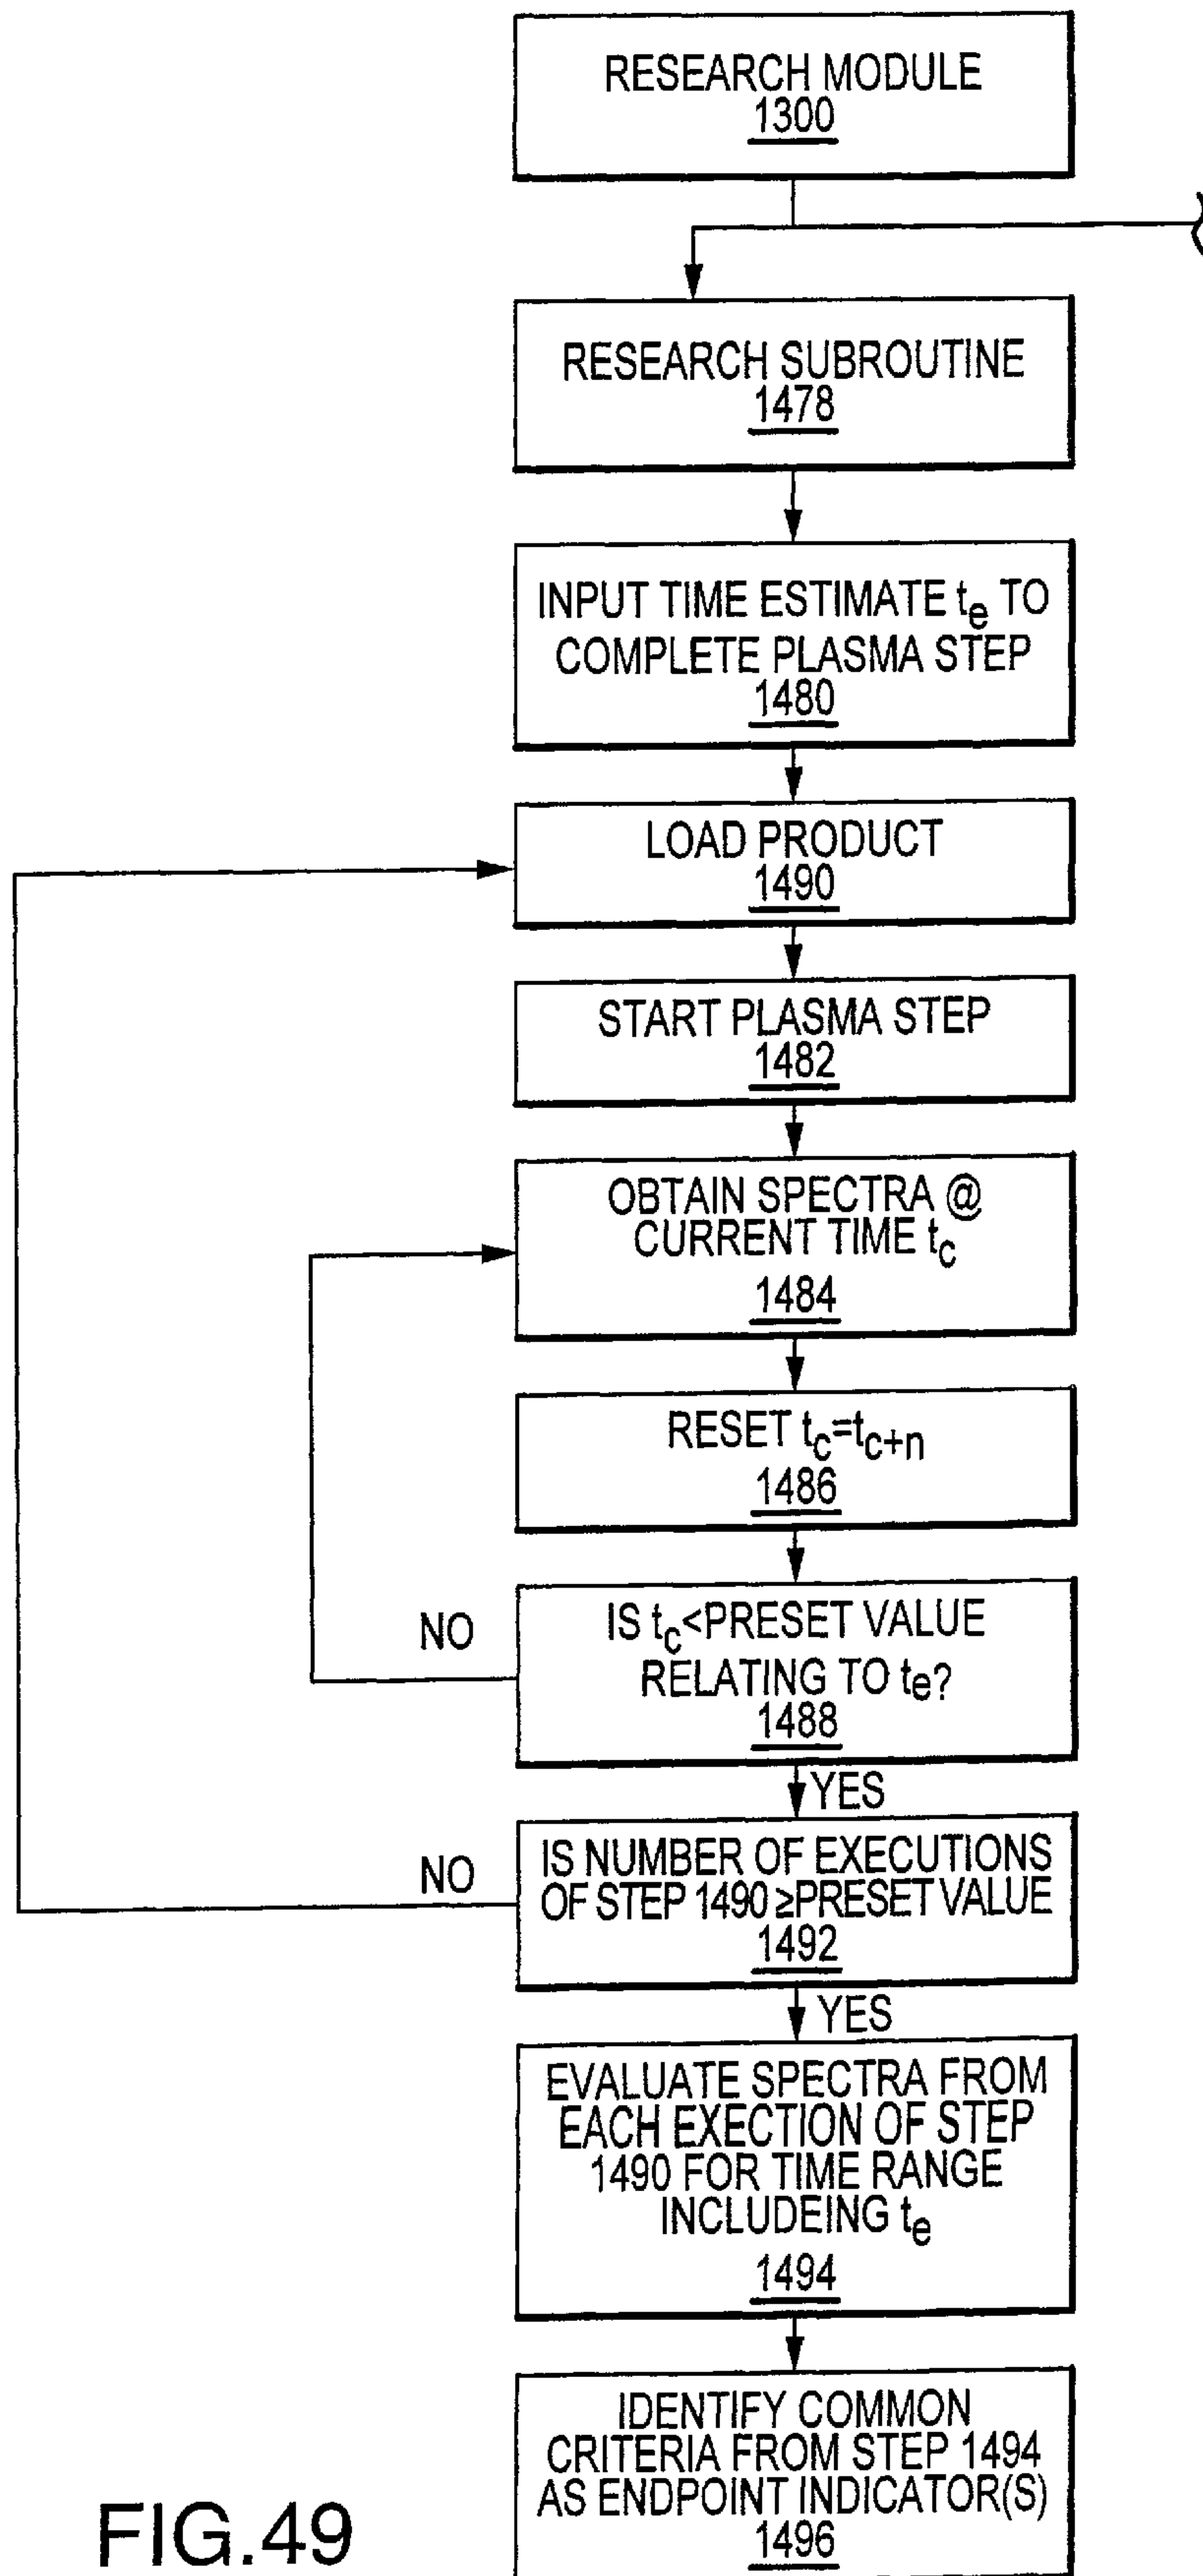 RESEARCH MODULE
1300
RESEARCH SUBROUTINE
1478
INPUT TIME ESTIMATE te TO
COMPLETE PLASMA STEP
1480
LOAD PRODUCT
1490
START PLASMA STEP
1482
OBTAIN SPECTRA @
CURRENT TIME tc
1484
RESET tc=tc+n
1486
IS tc<PRESET VALUE
RELATING TO te?
1488
NO
YES
IS NUMBER OF EXECUTIONS
OF STEP 1490 ≥PRESET VALUE
1492
NO
YES
EVALUATE SPECTRA FROM
EACH EXECTION OF STEP
1490 FOR TIME RANGE
INCLUDEING te
1494
IDENTIFY COMMON
CRITERIA FROM STEP 1494
AS ENDPOINT INDICATOR(S)
1496
FIG.49